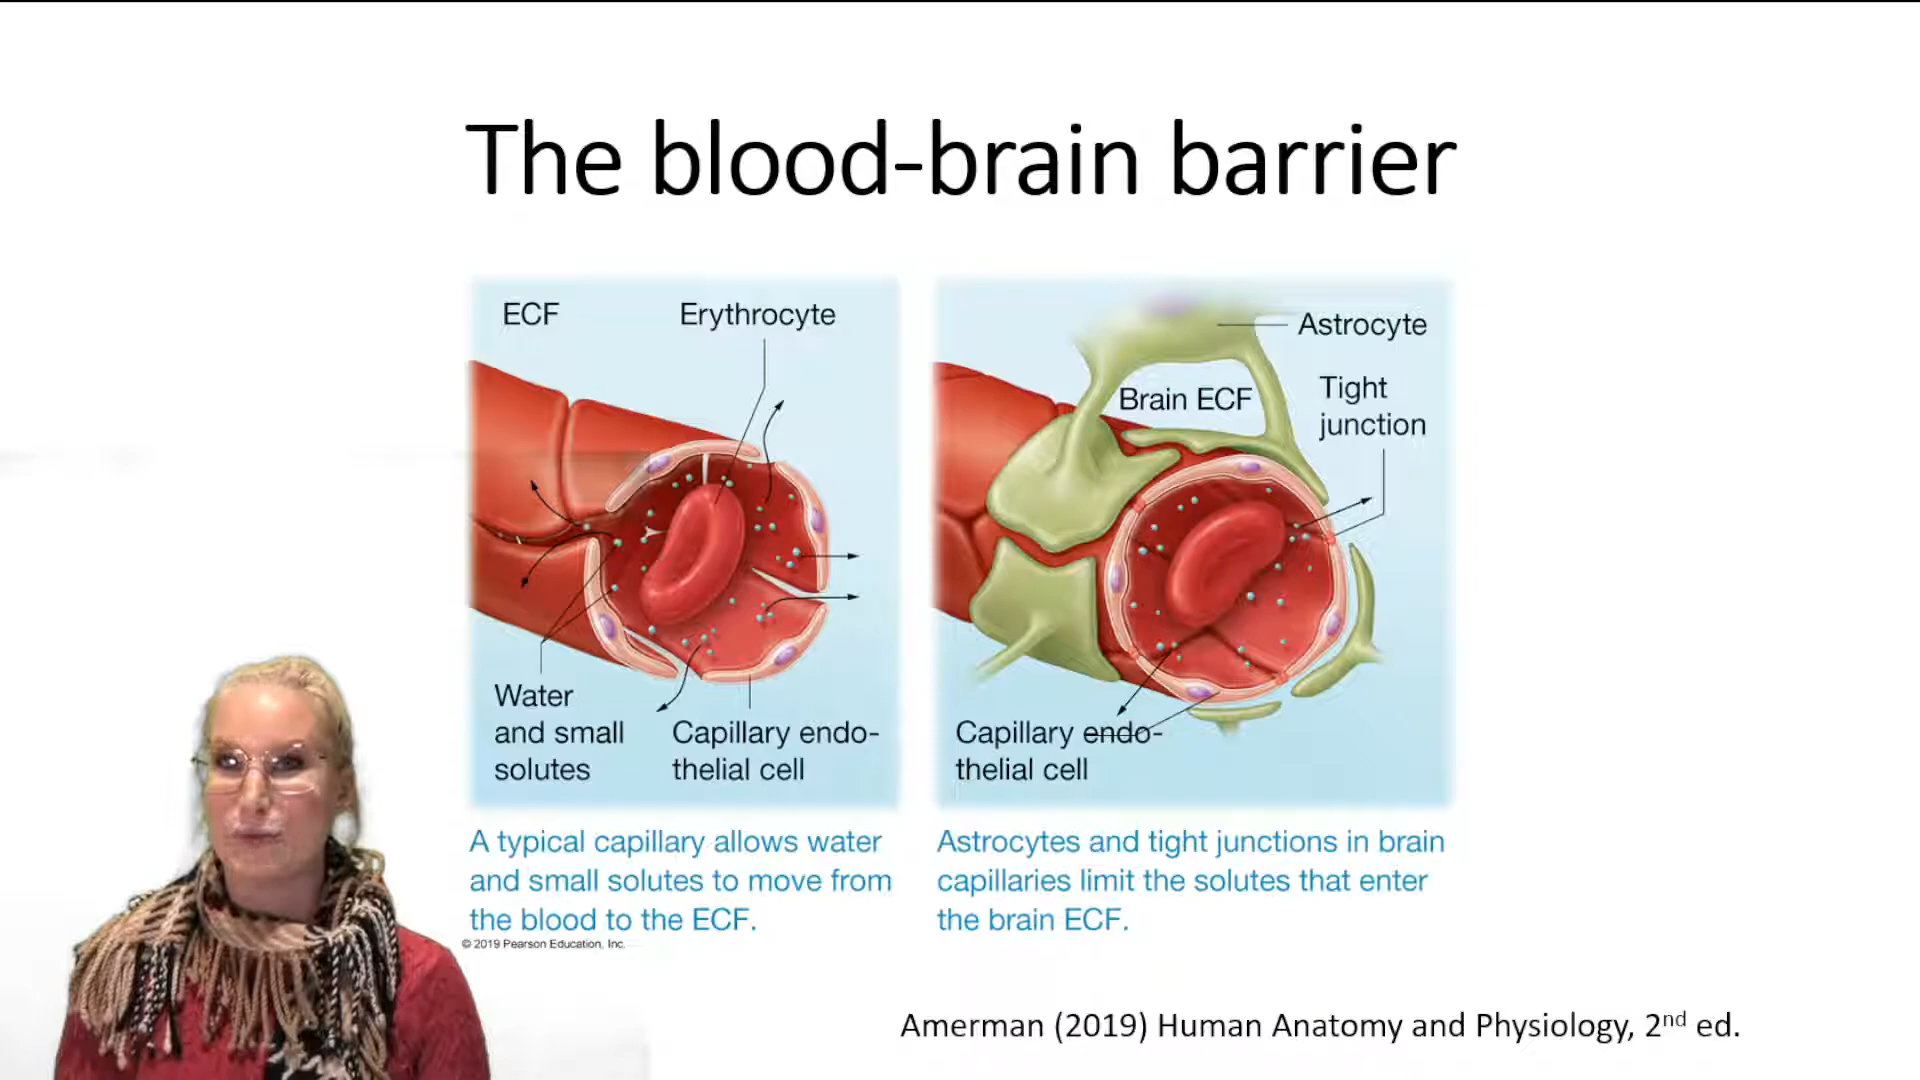 The blood-brain barrier
ECF
Erythrocyte
Water
and small
solutes
Capillary endo-
thelial cell
A typical capillary allows water
and small solutes to move from
the blood to the ECF.
© 2019 Pearson Education, Inc.
Astrocyte
Brain ECF
Tight
junction
Capillary endo-
thelial cell
Astrocytes and tight junctions in brain
capillaries limit the solutes that enter
the brain ECF.
Amerman (2019) Human Anatomy and Physiology, 2nd ed.